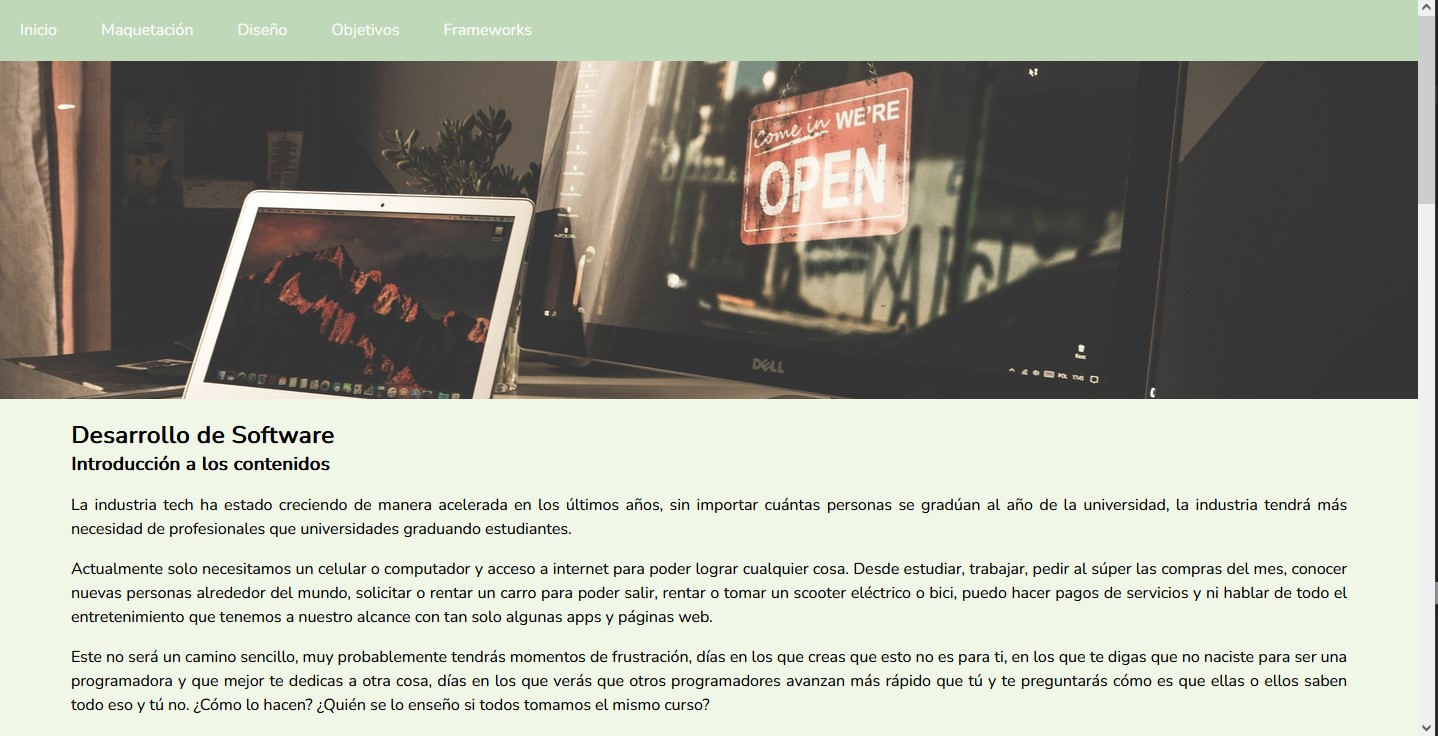 Inicio Maquetación Diseño Objetivos Frameworks
Come in WE'RE
OPEN
DELL
POL 17:45
Desarrollo de Software
Introducción a los contenidos
La industria tech ha estado creciendo de manera acelerada en los últimos años, sin importar cuántas personas se gradúan al año de la universidad, la industria tendrá más
necesidad de profesionales que universidades graduando estudiantes.
Actualmente solo necesitamos un celular o computador y acceso a internet para poder lograr cualquier cosa. Desde estudiar, trabajar, pedir al súper las compras del mes, conocer
nuevas personas alrededor del mundo, solicitar o rentar un carro para poder salir, rentar o tomar un scooter eléctrico o bici, puedo hacer pagos de servicios y ni hablar de todo el
entretenimiento que tenemos a nuestro alcance con tan solo algunas apps y páginas web.
Este no será un camino sencillo, muy probablemente tendrás momentos de frustración, días en los que creas que esto no es para ti, en los que te digas que no naciste para ser una
programadora y que mejor te dedicas a otra cosa, días en los que verás que otros programadores avanzan más rápido que tú y te preguntarás cómo es que ellas o ellos saben
todo eso y tú no. ¿Cómo lo hacen? ¿Quién se lo enseño si todos tomamos el mismo curso?